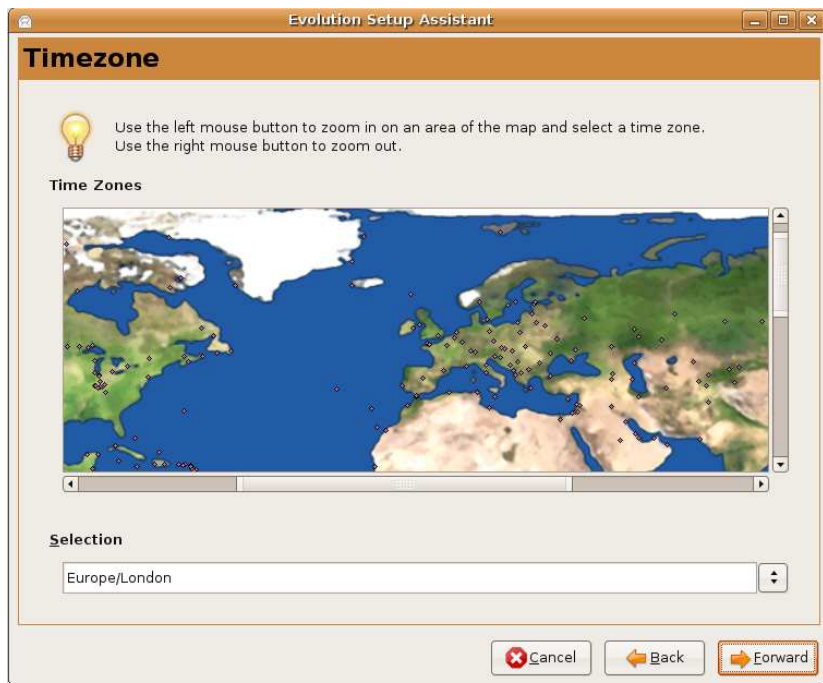 Evolution Setup Assistant
Timezone
Use the left mouse button to zoom in on an area of the map and select a time zone.
Use the right mouse button to zoom out.
Time Zones
Selection
Europe/London
Cancel
Back
Forward